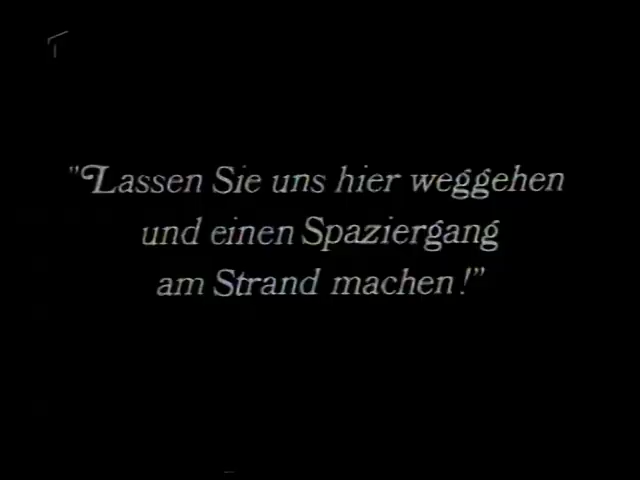 "Lassen Sie uns hier weggehen
und einen Spaziergang
am Strand machen!"